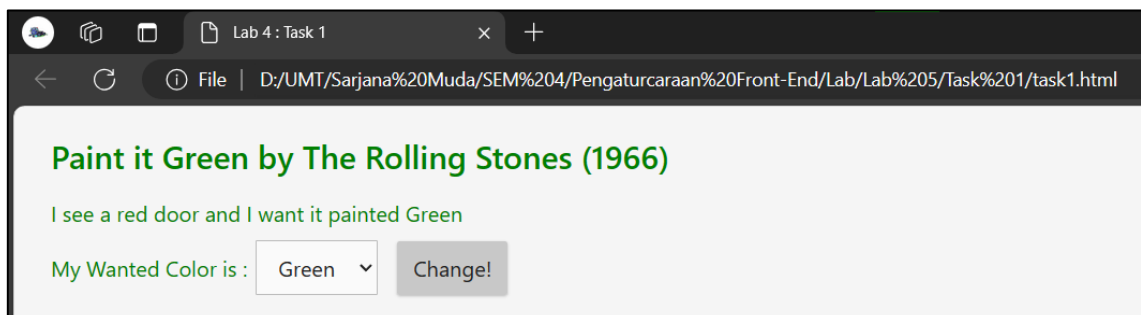 Lab 4 : Task 1
File | D:/UMT/Sarjana%20Muda/SEM%204/Pengaturcaraan%20Front-End/Lab/Lab%205/Task%201/task1.html
Paint it Green by The Rolling Stones (1966)
I see a red door and I want it painted Green
My Wanted Color is : Green Change!